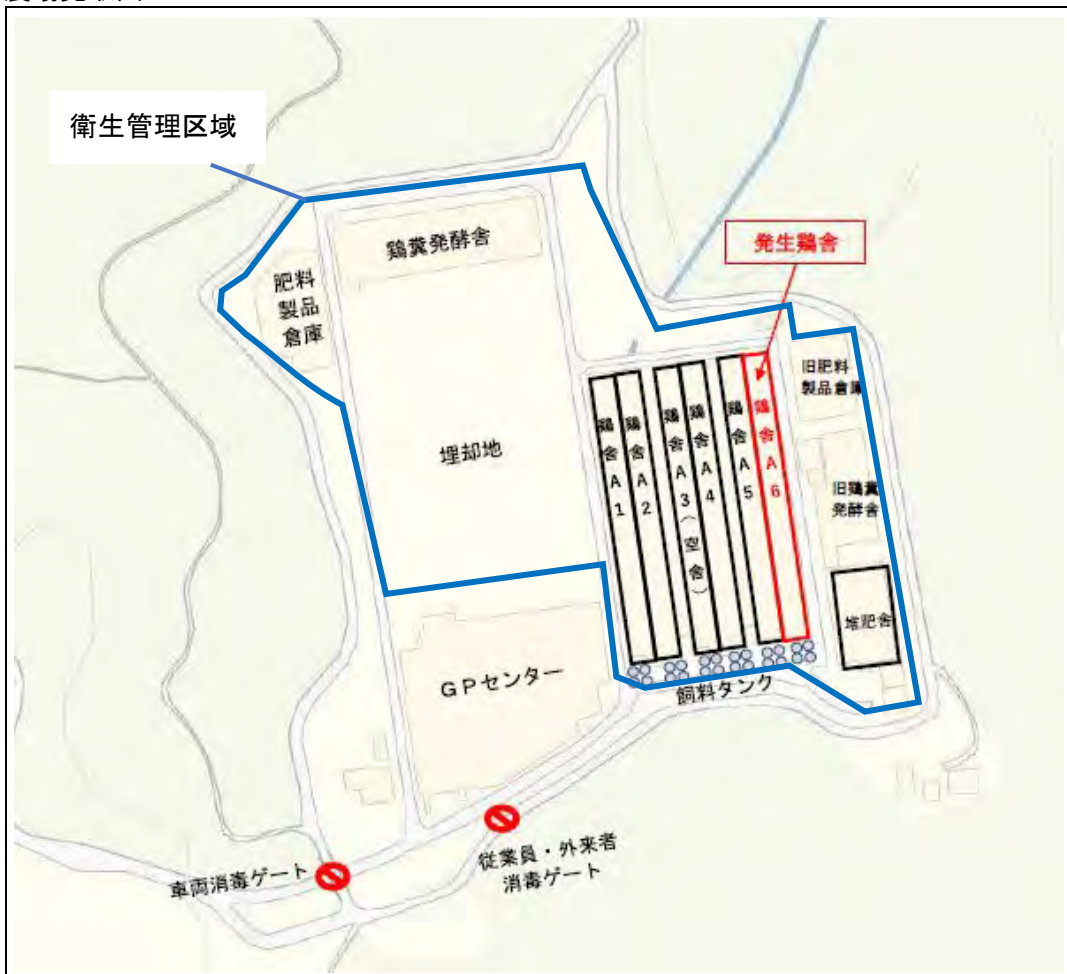 衛生管理区域
鶏糞発酵舎
肥料
製品
倉庫
発生鶏舎
旧肥料
製品倉庫
埋却地
鶏舎A1
鶏舎A2
鶏舎A3(空舎)
鶏舎A4
鶏舎A5
鶏舎A6
旧鶏糞
発酵舎
堆肥舎
GPセンター
飼料タンク
車両消毒ゲート
従業員・外来者
消毒ゲート